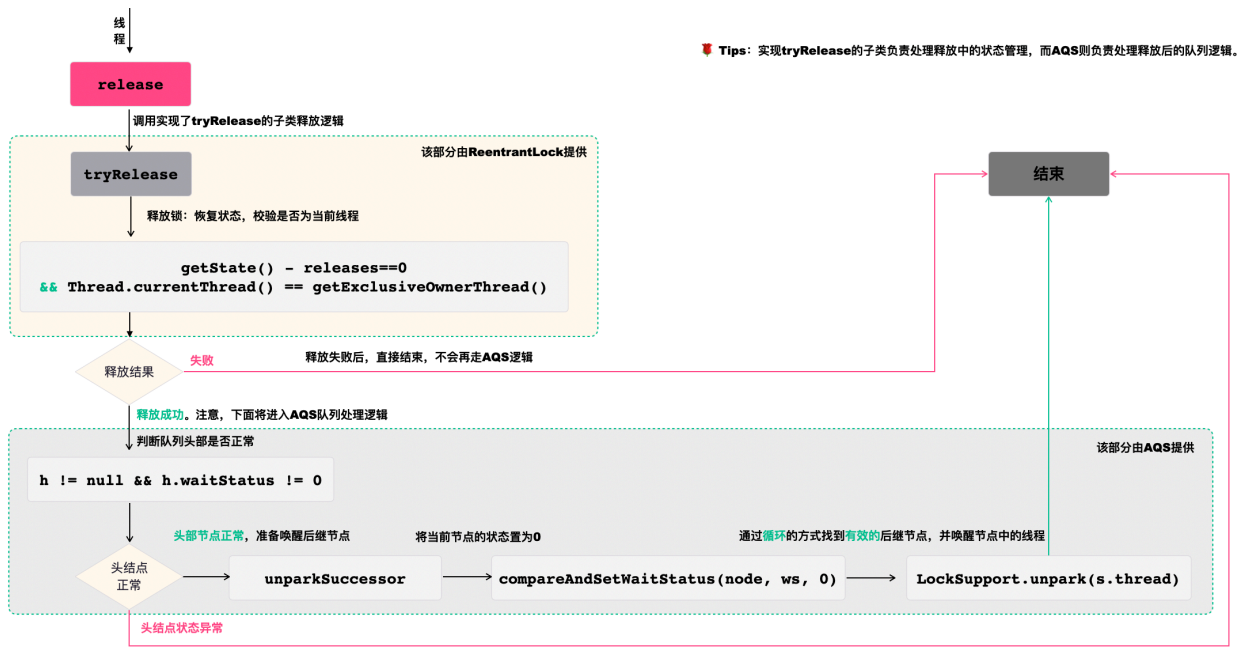 线
程
Tips：实现tryRelease的子类负责处理释放中的状态管理，而AQS则负责处理释放后的队列逻辑。
release
调用实现了tryRelease的子类释放逻辑
该部分由ReentrantLock提供
tryRelease
结束
释放锁：恢复状态，校验是否为当前线程
getState() - releases==0
&& Thread.currentThread() == getExclusiveOwnerThread()
释放结果
失败
释放失败后，直接结束，不会再走AQS逻辑
释放成功。注意，下面将进入AQS队列处理逻辑
判断队列头部是否正常
该部分由AQS提供
h != null && h.waitStatus != 0
头部节点正常，准备唤醒后继节点
将当前节点的状态置为0
通过循环的方式找到有效的后继节点，并唤醒节点中的线程
头结点
正常
unparkSuccessor
compareAndSetWaitStatus(node, ws, 0)
LockSupport.unpark(s.thread)
头结点状态异常